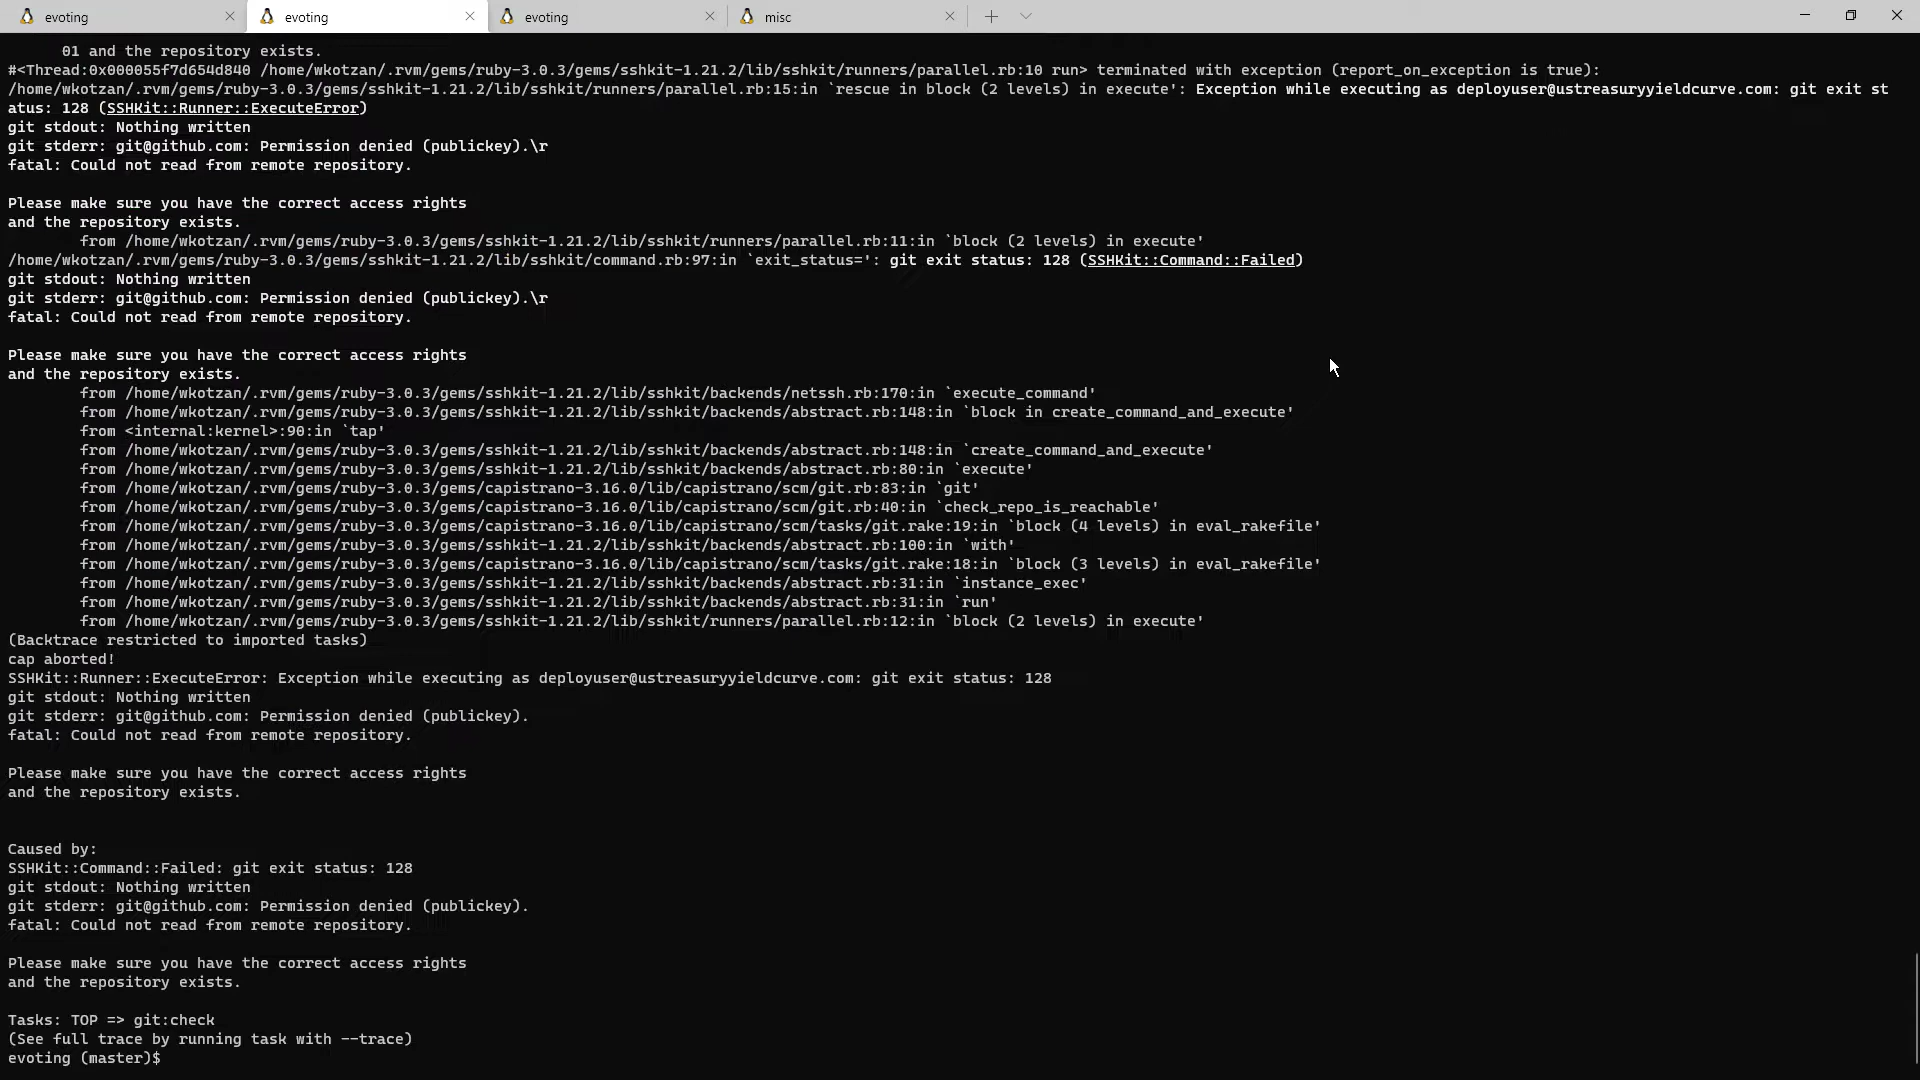 evoting
evoting
evoting
misc
01 and the repository exists.
#<Thread:0x000055f7d654d840 /home/wkotzan/.rvm/gems/ruby-3.0.3/gems/sshkit-1.21.2/lib/sshkit/runners/parallel.rb:10 run> terminated with exception (report_on_exception is true):
/home/wkotzan/.rvm/gems/ruby-3.0.3/gems/sshkit-1.21.2/lib/sshkit/runners/parallel.rb:15:in `rescue in block (2 levels) in execute': Exception while executing as deployuser@ustreasuryyieldcurve.com: git exit st
atus: 128 (SSHKit::Runner::ExecuteError)
git stdout: Nothing written
git stderr: git@github.com: Permission denied (publickey).\r
fatal: Could not read from remote repository.
Please make sure you have the correct access rights
and the repository exists.
from /home/wkotzan/.rvm/gems/ruby-3.0.3/gems/sshkit-1.21.2/lib/sshkit/runners/parallel.rb:11:in `block (2 levels) in execute'
/home/wkotzan/.rvm/gems/ruby-3.0.3/gems/sshkit-1.21.2/lib/sshkit/command.rb:97:in `exit_status=': git exit status: 128 (SSHKit::Command::Failed)
git stdout: Nothing written
git stderr: git@github.com: Permission denied (publickey).\r
fatal: Could not read from remote repository.
Please make sure you have the correct access rights
and the repository exists.
from /home/wkotzan/.rvm/gems/ruby-3.0.3/gems/sshkit-1.21.2/lib/sshkit/backends/netssh.rb:170:in `execute_command'
from /home/wkotzan/.rvm/gems/ruby-3.0.3/gems/sshkit-1.21.2/lib/sshkit/backends/abstract.rb:148:in `block in create_command_and_execute'
from <internal:kernel>:90:in `tap'
from /home/wkotzan/.rvm/gems/ruby-3.0.3/gems/sshkit-1.21.2/lib/sshkit/backends/abstract.rb:148:in `create_command_and_execute'
from /home/wkotzan/.rvm/gems/ruby-3.0.3/gems/sshkit-1.21.2/lib/sshkit/backends/abstract.rb:80:in `execute'
from /home/wkotzan/.rvm/gems/ruby-3.0.3/gems/capistrano-3.16.0/lib/capistrano/scm/git.rb:83:in `git'
from /home/wkotzan/.rvm/gems/ruby-3.0.3/gems/capistrano-3.16.0/lib/capistrano/scm/git.rb:40:in `check_repo_is_reachable'
from /home/wkotzan/.rvm/gems/ruby-3.0.3/gems/capistrano-3.16.0/lib/capistrano/scm/tasks/git.rake:19:in `block (4 levels) in eval_rakefile'
from /home/wkotzan/.rvm/gems/ruby-3.0.3/gems/sshkit-1.21.2/lib/sshkit/backends/abstract.rb:100:in `with'
from /home/wkotzan/.rvm/gems/ruby-3.0.3/gems/capistrano-3.16.0/lib/capistrano/scm/tasks/git.rake:18:in `block (3 levels) in eval_rakefile'
from /home/wkotzan/.rvm/gems/ruby-3.0.3/gems/sshkit-1.21.2/lib/sshkit/backends/abstract.rb:31:in `instance_exec'
from /home/wkotzan/.rvm/gems/ruby-3.0.3/gems/sshkit-1.21.2/lib/sshkit/backends/abstract.rb:31:in `run'
from /home/wkotzan/.rvm/gems/ruby-3.0.3/gems/sshkit-1.21.2/lib/sshkit/runners/parallel.rb:12:in `block (2 levels) in execute'
(Backtrace restricted to imported tasks)
cap aborted!
SSHKit::Runner::ExecuteError: Exception while executing as deployuser@ustreasuryyieldcurve.com: git exit status: 128
git stdout: Nothing written
git stderr: git@github.com: Permission denied (publickey).
fatal: Could not read from remote repository.
Please make sure you have the correct access rights
and the repository exists.
Caused by:
SSHKit::Command::Failed: git exit status: 128
git stdout: Nothing written
git stderr: git@github.com: Permission denied (publickey).
fatal: Could not read from remote repository.
Please make sure you have the correct access rights
and the repository exists.
Tasks: TOP => git:check
(See full trace by running task with --trace)
evoting (master)$